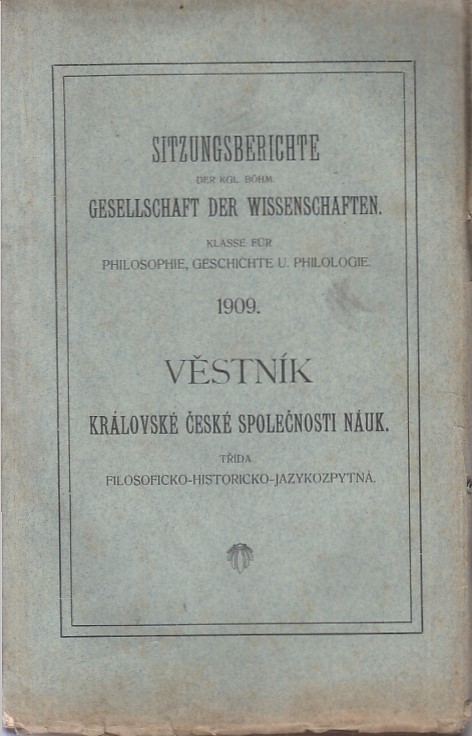 SITZUNGSBERICHTE
DER KGL. BÖHM.
GESELLSCHAFT DER WISSENSCHAFTEN.
KLASSE FÜR
PHILOSOPHIE, GESCHICHTE U. PHILOLOGIE.
1909.
VĚSTNÍK
KRÁLOVSKÉ ČESKÉ SPOLEČNOSTI NÁUK.
TŘÍDA
FILOSOFICKO-HISTORICKO-JAZYKOZPYTNÁ.